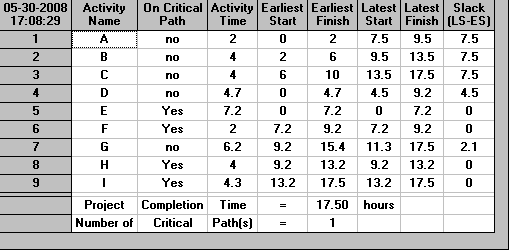 05-30-2008 Activity On Critical Activity Earliest Earliest Latest Latest Slack
17:08:29 Name Path Time Start Finish Start Finish (LS-ES)
1 A no 2 0 2 7.5 9.5 7.5
2 B no 4 2 6 9.5 13.5 7.5
3 C no 4 6 10 13.5 17.5 7.5
4 D no 4.7 0 4.7 4.5 9.2 4.5
5 E Yes 7.2 0 7.2 0 7.2 0
6 F Yes 2 7.2 9.2 7.2 9.2 0
7 G no 6.2 9.2 15.4 11.3 17.5 2.1
8 H Yes 4 9.2 13.2 9.2 13.2 0
9 I Yes 4.3 13.2 17.5 13.2 17.5 0
Project Completion Time = 17.50 hours
Number of Critical Path(s) = 1